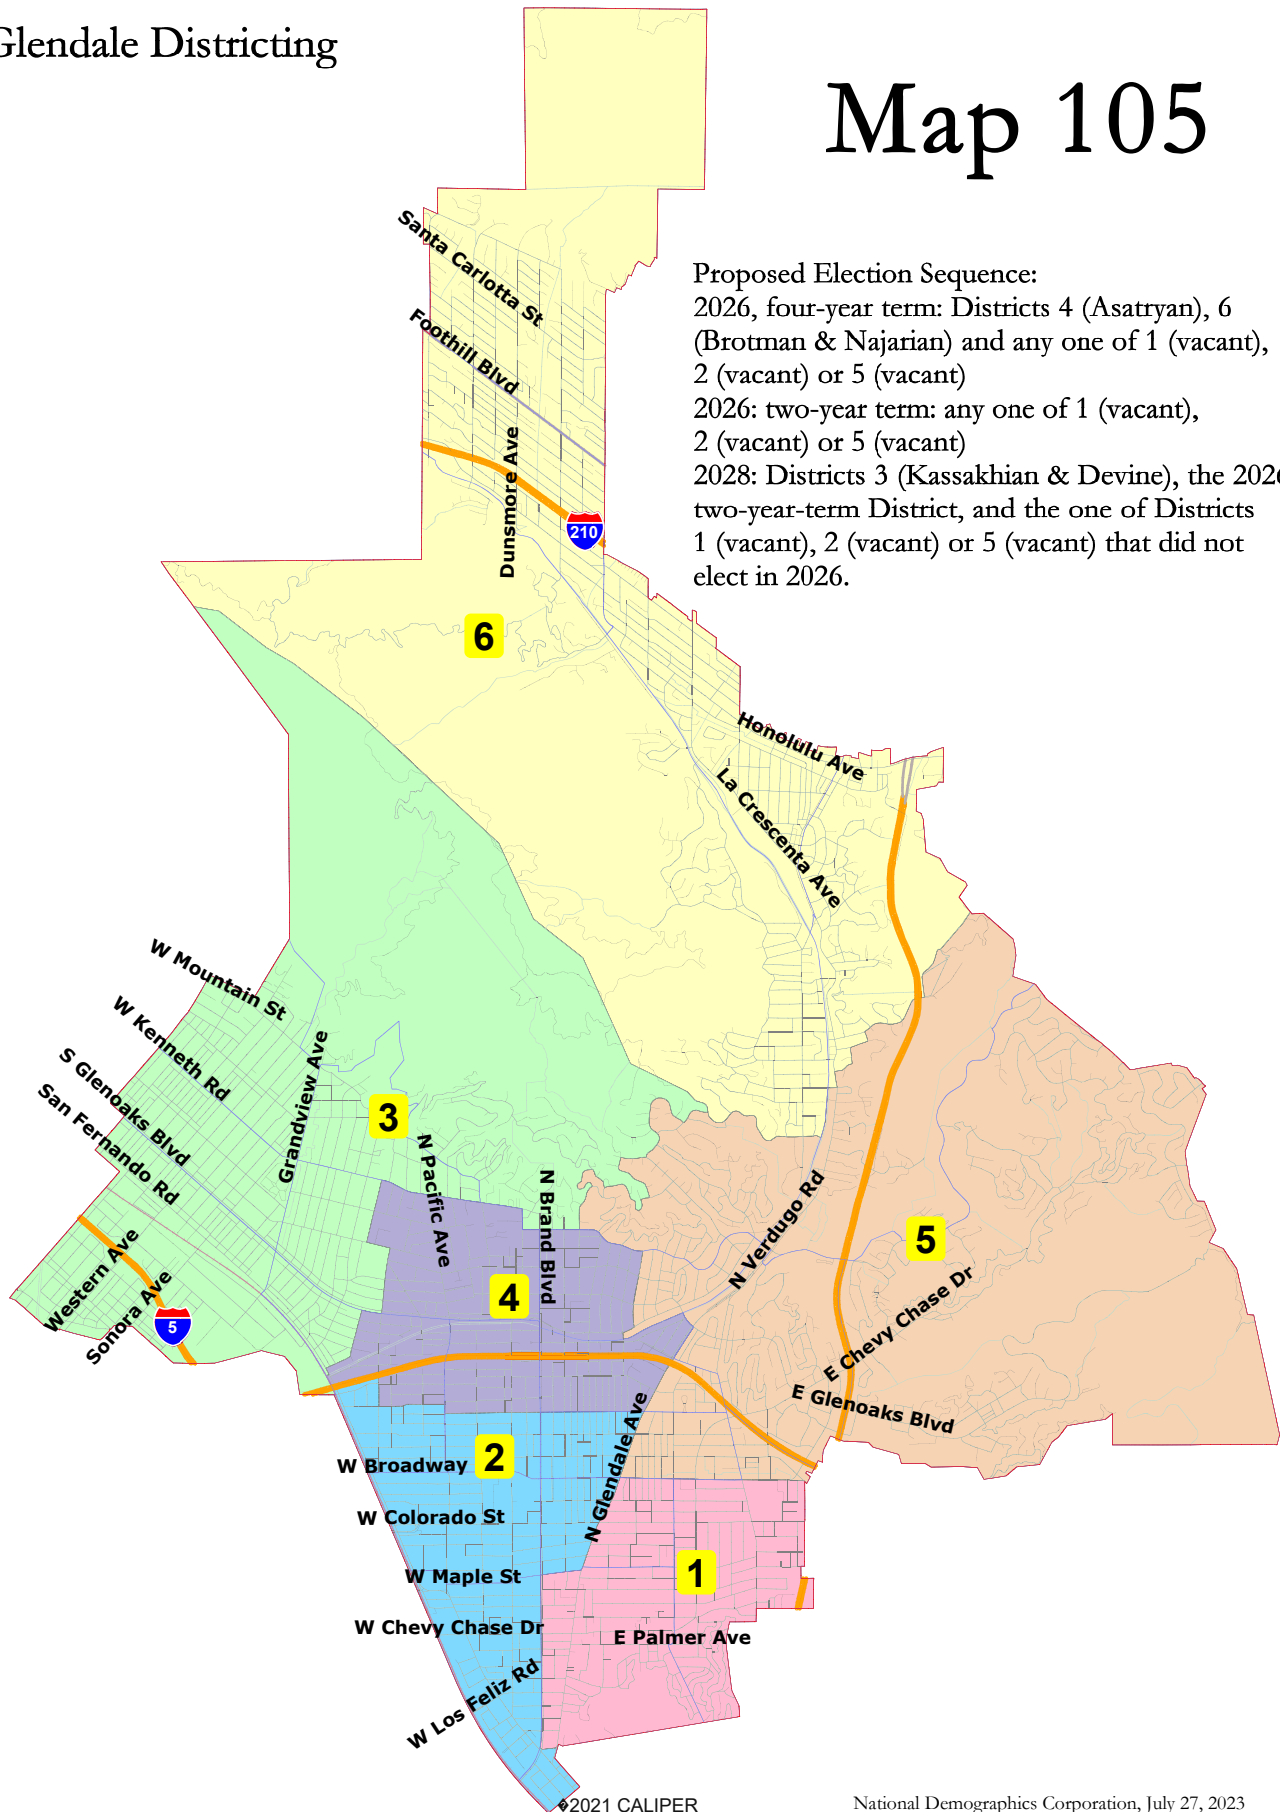 Glendale Districting
Map 105
Proposed Election Sequence:
2026, four-year term: Districts 4 (Asatryan), 6
(Brotman & Najarian) and any one of 1 (vacant),
2 (vacant) or 5 (vacant)
2026: two-year term: any one of 1 (vacant),
2 (vacant) or 5 (vacant)
2028: Districts 3 (Kassakhian & Devine), the 2026
two-year-term District, and the one of Districts
1 (vacant), 2 (vacant) or 5 (vacant) that did not
elect in 2026.
Santa Carlotta St
Foothill Blvd
Dunsmore Ave
210
6
Honolulu Ave
La Crescenta Ave
W Mountain St
W Kenneth Rd
S Glenoaks Blvd
San Fernando Rd
Grandview Ave
3
N Pacific Ave
N Brand Blvd
N Verdugo Rd
5
Western Ave
Sonora Ave
5
4
E Chevy Chase Dr
E Glenoaks Blvd
N Glendale Ave
2
W Broadway
W Colorado St
W Maple St
1
W Chevy Chase Dr
E Palmer Ave
W Los Feliz Rd
�2021 CALIPER
National Demographics Corporation, July 27, 2023